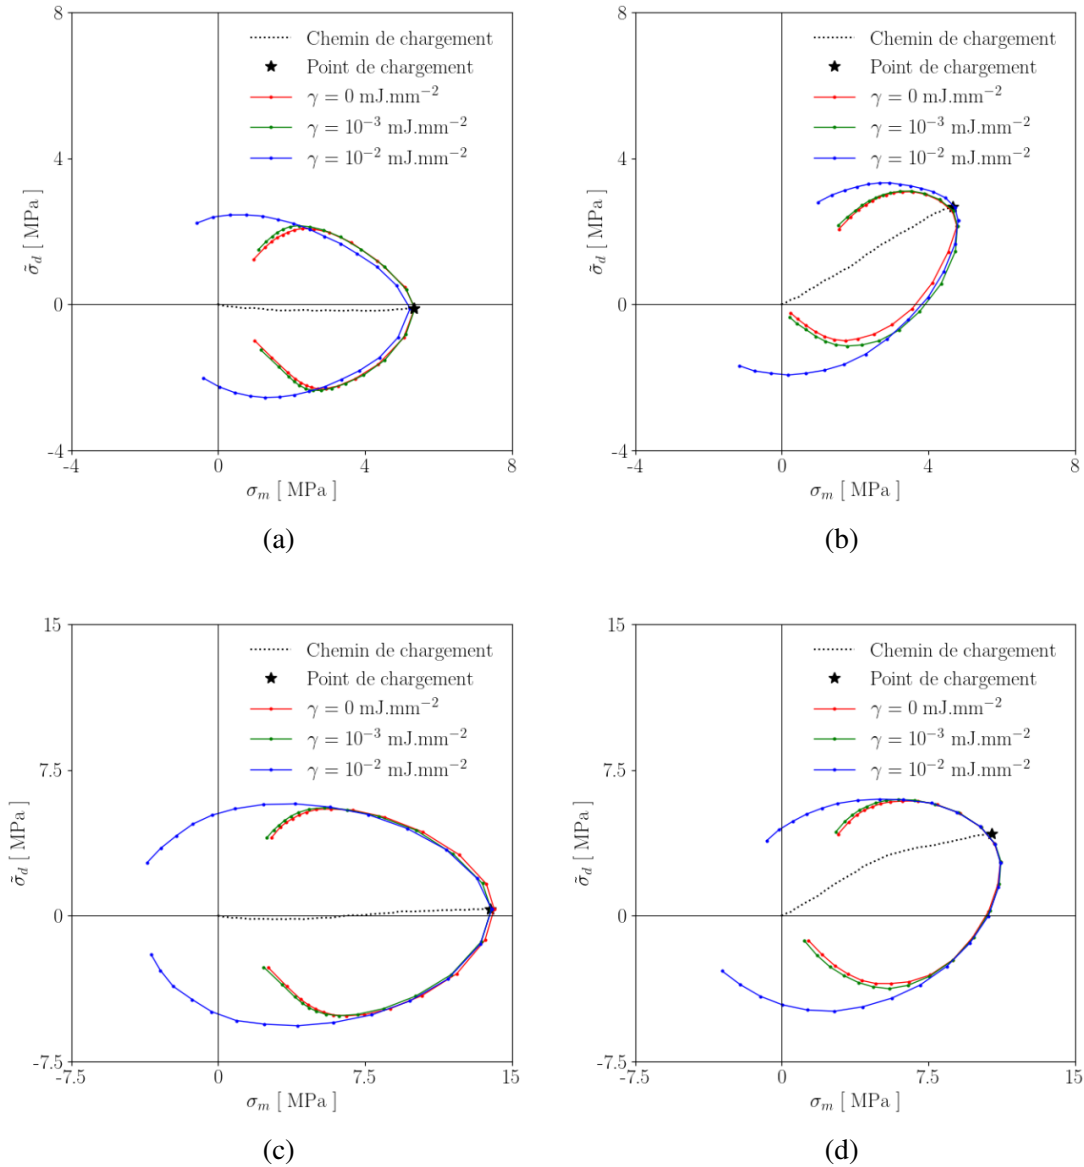 8
Chemin de chargement
Point de chargement
γ = 0 mJ.mm⁻²
γ = 10⁻³ mJ.mm⁻²
γ = 10⁻² mJ.mm⁻²
4
σ̃_d [ MPa ]
0
-4
-4
0
4
8
σ_m [ MPa ]
(a)
8
Chemin de chargement
Point de chargement
γ = 0 mJ.mm⁻²
γ = 10⁻³ mJ.mm⁻²
γ = 10⁻² mJ.mm⁻²
4
σ̃_d [ MPa ]
0
-4
-4
0
4
8
σ_m [ MPa ]
(b)
15
Chemin de chargement
Point de chargement
γ = 0 mJ.mm⁻²
γ = 10⁻³ mJ.mm⁻²
γ = 10⁻² mJ.mm⁻²
7.5
σ̃_d [ MPa ]
0
-7.5
-7.5
0
7.5
15
σ_m [ MPa ]
(c)
15
Chemin de chargement
Point de chargement
γ = 0 mJ.mm⁻²
γ = 10⁻³ mJ.mm⁻²
γ = 10⁻² mJ.mm⁻²
7.5
σ̃_d [ MPa ]
0
-7.5
-7.5
0
7.5
15
σ_m [ MPa ]
(d)